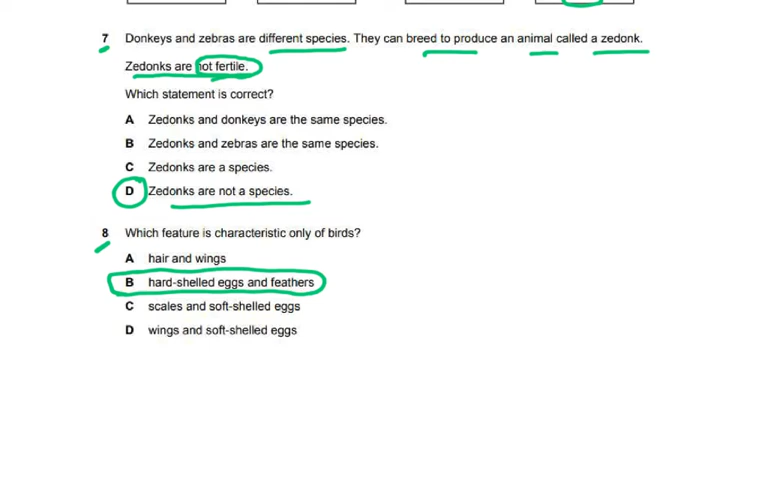 7 Donkeys and zebras are different species. They can breed to produce an animal called a zedonk.
Zedonks are not fertile.
Which statement is correct?
A Zedonks and donkeys are the same species.
B Zedonks and zebras are the same species.
C Zedonks are a species.
D Zedonks are not a species.
8 Which feature is characteristic only of birds?
A hair and wings
B hard-shelled eggs and feathers
C scales and soft-shelled eggs
D wings and soft-shelled eggs